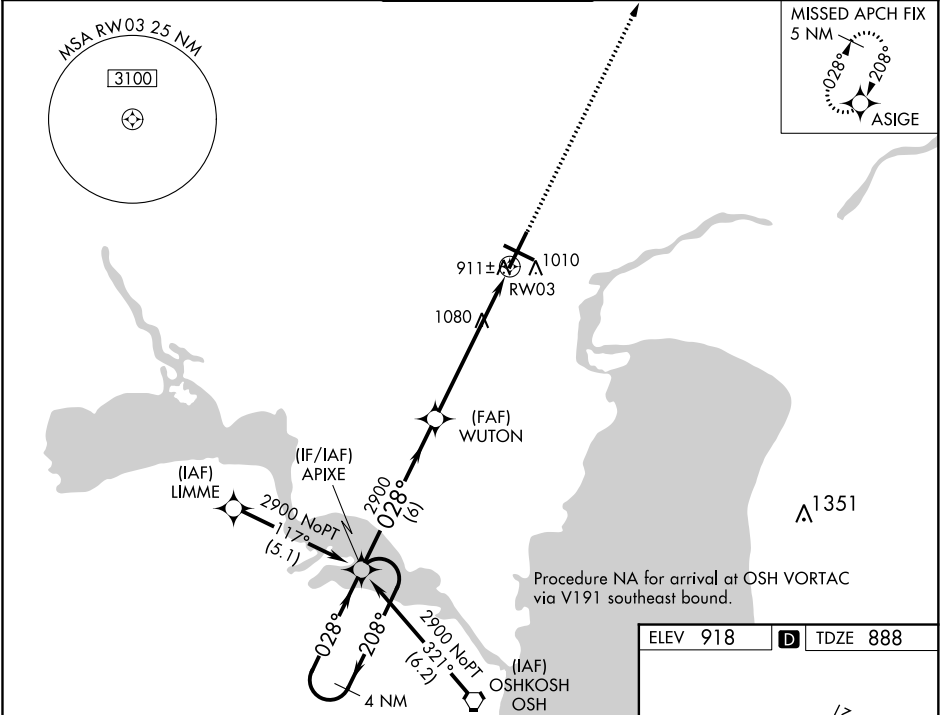 MSA RW03 25 NM
3100
MISSED APCH FIX
5 NM
028°
208°
ASIGE
911±
1010
RW03
1080
(FAF)
WUTON
(IF/IAF)
APIXE
(IAF)
LIMME
2900 NoPT
117°
(5.1)
2900
028°
(6)
1351
Procedure NA for arrival at OSH VORTAC
via V191 southeast bound.
028°
208°
4 NM
2900 NoPT
321°
(6.2)
(IAF)
OSHKOSH
OSH
ELEV 918 D TDZE 888